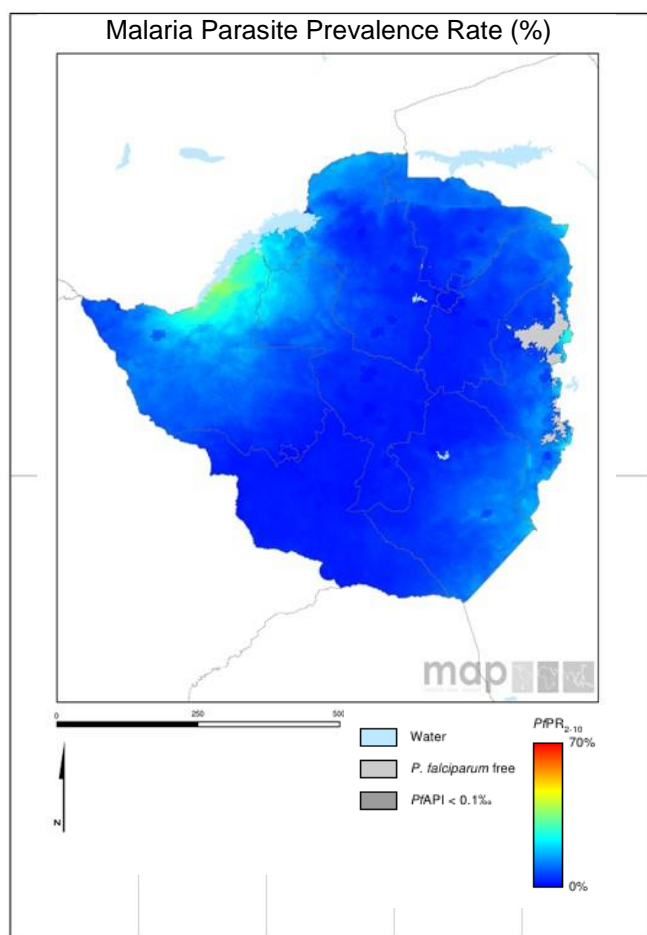 Malaria Parasite Prevalence Rate (%)
map
0 250 500
Water
P. falciparum free
PfAPI < 0.1‰
N
PfPR2-10
70%
0%